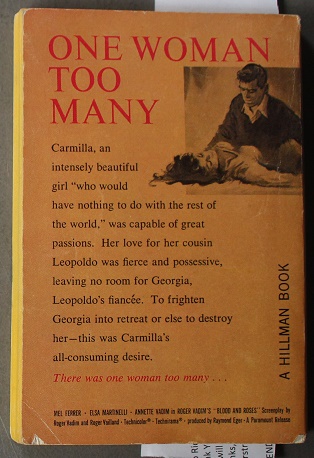 ONE WOMAN
TOO
MANY
Carmilla, an
intensely beautiful
girl “who would
have nothing to do with the rest of
the world,” was capable of great
passions. Her love for her cousin
Leopoldo was fierce and possessive,
leaving no room for Georgia,
Leopoldo’s fiancée. To frighten
Georgia into retreat or else to destroy
her—this was Carmilla’s
all-consuming desire.
There was one woman too many . . .
A HILLMAN BOOK
MEL FERRER · ELSA MARTINELLI · ANNETTE VADIM in ROGER VADIM'S "BLOOD AND ROSES" Screenplay by
Roger Vadim and Roger Vailland · Technicolor® · Technirama® · produced by Raymond Eger · A Paramount Release